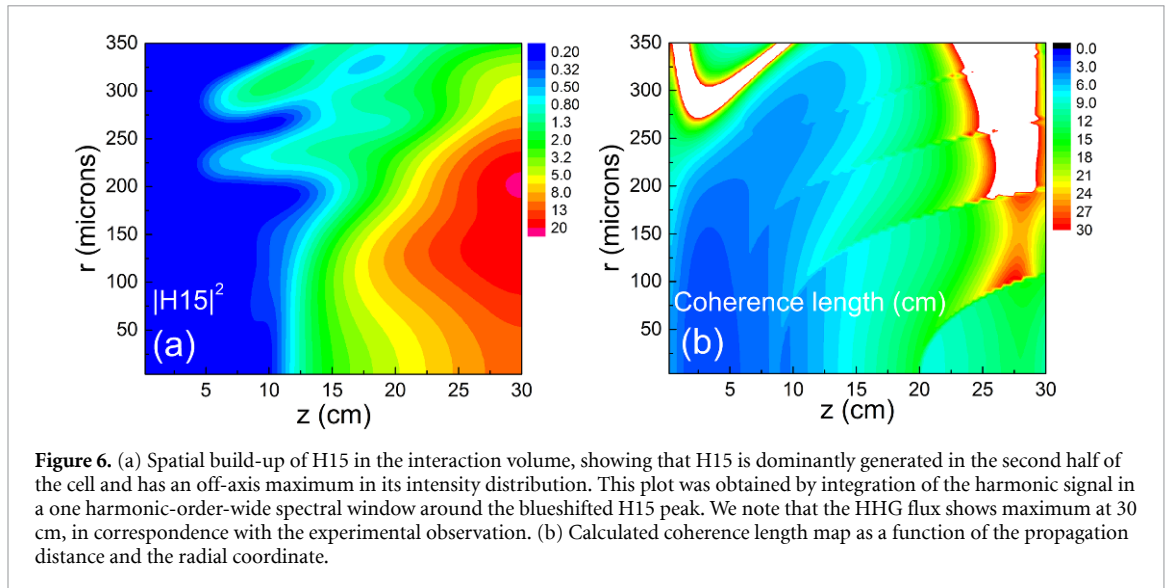 350
300
250
200
150
100
50
r (microns)
|H15|²
(a)
5 10 15 20 25 30
z (cm)
0.20
0.32
0.50
0.80
1.3
2.0
3.2
5.0
8.0
13
20
350
300
250
200
150
100
50
r (microns)
Coherence length (cm)
(b)
5 10 15 20 25 30
z (cm)
0.0
3.0
6.0
9.0
12
15
18
21
24
27
30
Figure 6. (a) Spatial build-up of H15 in the interaction volume, showing that H15 is dominantly generated in the second half of
the cell and has an off-axis maximum in its intensity distribution. This plot was obtained by integration of the harmonic signal in
a one harmonic-order-wide spectral window around the blueshifted H15 peak. We note that the HHG flux shows maximum at 30
cm, in correspondence with the experimental observation. (b) Calculated coherence length map as a function of the propagation
distance and the radial coordinate.